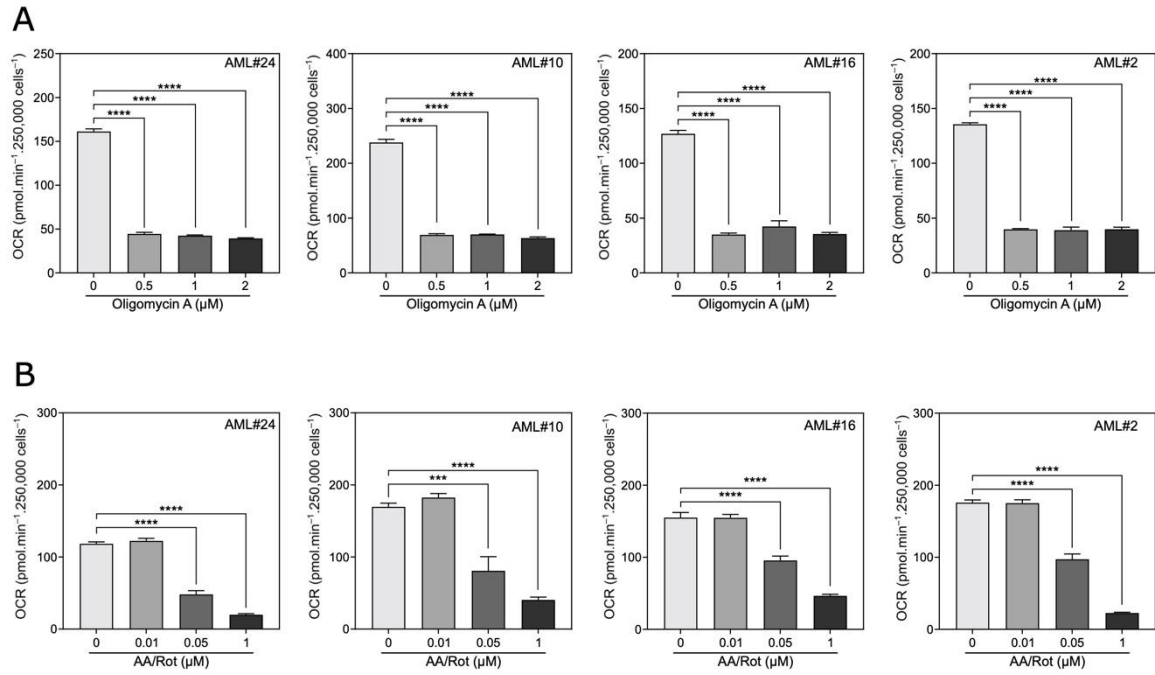 A
OCR (pmol.min⁻¹.250,000 cells⁻¹)
250
200
150
100
50
0
AML#24
****
****
****
0 0.5 1 2
Oligomycin A (µM)
OCR (pmol.min⁻¹.250,000 cells⁻¹)
400
300
200
100
0
AML#10
****
****
****
0 0.5 1 2
Oligomycin A (µM)
OCR (pmol.min⁻¹.250,000 cells⁻¹)
200
150
100
50
0
AML#16
****
****
****
0 0.5 1 2
Oligomycin A (µM)
OCR (pmol.min⁻¹.250,000 cells⁻¹)
200
150
100
50
0
AML#2
****
****
****
0 0.5 1 2
Oligomycin A (µM)
B
OCR (pmol.min⁻¹.250,000 cells⁻¹)
300
200
100
0
AML#24
****
****
0 0.01 0.05 1
AA/Rot (µM)
OCR (pmol.min⁻¹.250,000 cells⁻¹)
300
200
100
0
AML#10
****
***
0 0.01 0.05 1
AA/Rot (µM)
OCR (pmol.min⁻¹.250,000 cells⁻¹)
300
200
100
0
AML#16
****
****
0 0.01 0.05 1
AA/Rot (µM)
OCR (pmol.min⁻¹.250,000 cells⁻¹)
300
200
100
0
AML#2
****
****
0 0.01 0.05 1
AA/Rot (µM)